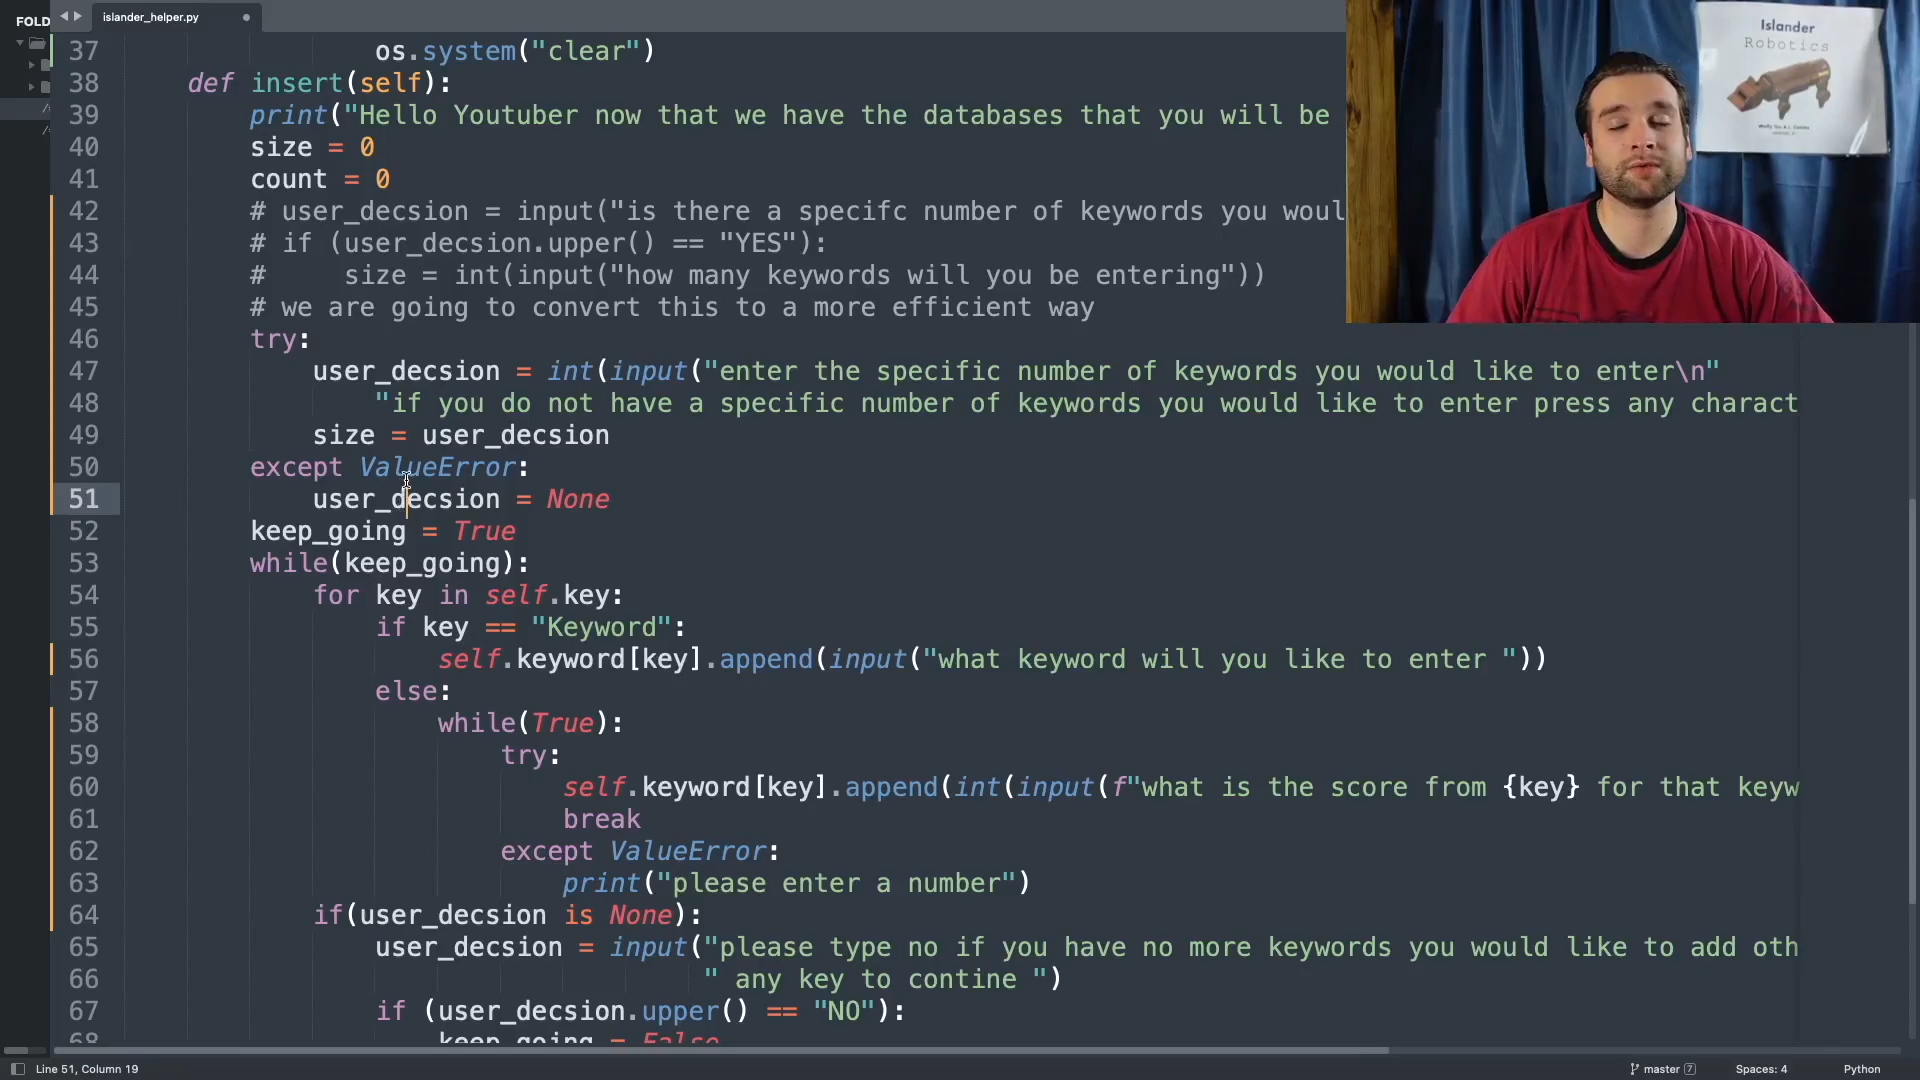 FOLD
islander_helper.py
37 os.system("clear")
38 def insert(self):
39 print("Hello Youtuber now that we have the databases that you will be
40 size = 0
41 count = 0
42 # user_decsion = input("is there a specifc number of keywords you woul
43 # if (user_decsion.upper() == "YES"):
44 # size = int(input("how many keywords will you be entering"))
45 # we are going to convert this to a more efficient way
46 try:
47 user_decsion = int(input("enter the specific number of keywords you would like to enter\n"
48 "if you do not have a specific number of keywords you would like to enter press any charact
49 size = user_decsion
50 except ValueError:
51 user_decsion = None
52 keep_going = True
53 while(keep_going):
54 for key in self.key:
55 if key == "Keyword":
56 self.keyword[key].append(input("what keyword will you like to enter "))
57 else:
58 while(True):
59 try:
60 self.keyword[key].append(int(input(f"what is the score from {key} for that keyw
61 break
62 except ValueError:
63 print("please enter a number")
64 if(user_decsion is None):
65 user_decsion = input("please type no if you have no more keywords you would like to add oth
66 " any key to contine ")
67 if (user_decsion.upper() == "NO"):
68 keep_going = False
Islander
Robotics
Line 51, Column 19
master 7
Spaces: 4
Python